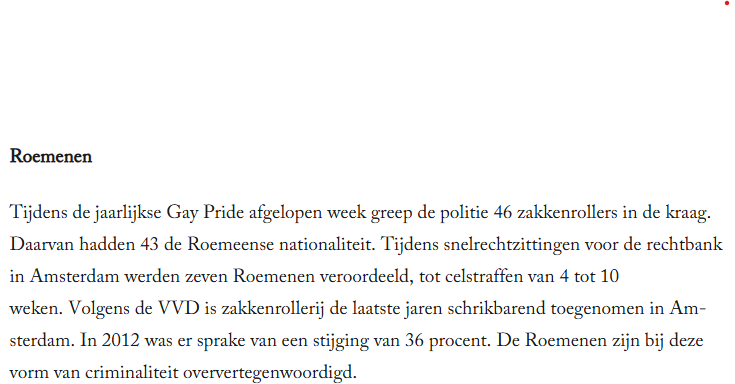 Roemenen
Tijdens de jaarlijkse Gay Pride afgelopen week greep de politie 46 zakkenrollers in de kraag.
Daarvan hadden 43 de Roemeense nationaliteit. Tijdens snelrechtzittingen voor de rechtbank
in Amsterdam werden zeven Roemenen veroordeeld, tot celstraffen van 4 tot 10
weken. Volgens de VVD is zakkenrollerij de laatste jaren schrikbarend toegenomen in Am-
sterdam. In 2012 was er sprake van een stijging van 36 procent. De Roemenen zijn bij deze
vorm van criminaliteit oververtegenwoordigd.